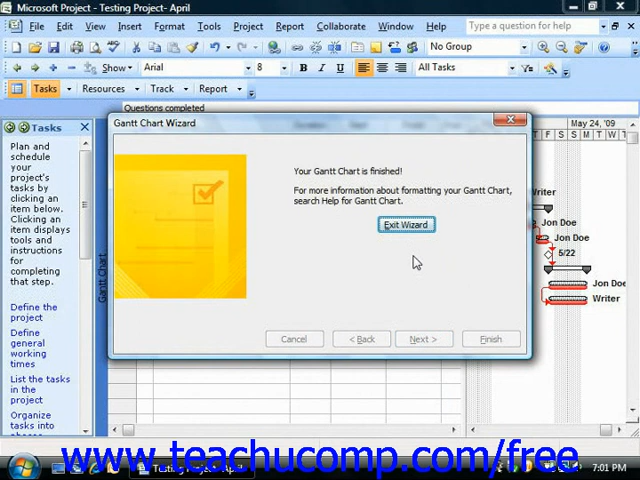 Microsoft Project - Testing Project- April
File Edit View Insert Format Tools Project Report Collaborate Window Help Type a question for help
No Group
Show Arial 8 B I U All Tasks
Tasks Resources Track Report
Questions completed
Tasks
Gantt Chart Wizard
May 24, '09
F S S M T W
Plan and
schedule
your
project's
tasks by
clicking an
item below.
Clicking an
item displays
tools and
instructions
for
completing
that step.
Define the
project
Define
general
working
times
List the tasks
in the
project
Organize
tasks into
Gantt Chart
Your Gantt Chart is finished!
For more information about formatting your Gantt Chart,
search Help for Gantt Chart.
Exit Wizard
Cancel < Back Next > Finish
Writer
Jon Doe
Jon Doe
5/22
Jon Doe
Writer
www.teachucomp.com/free
7:01 PM